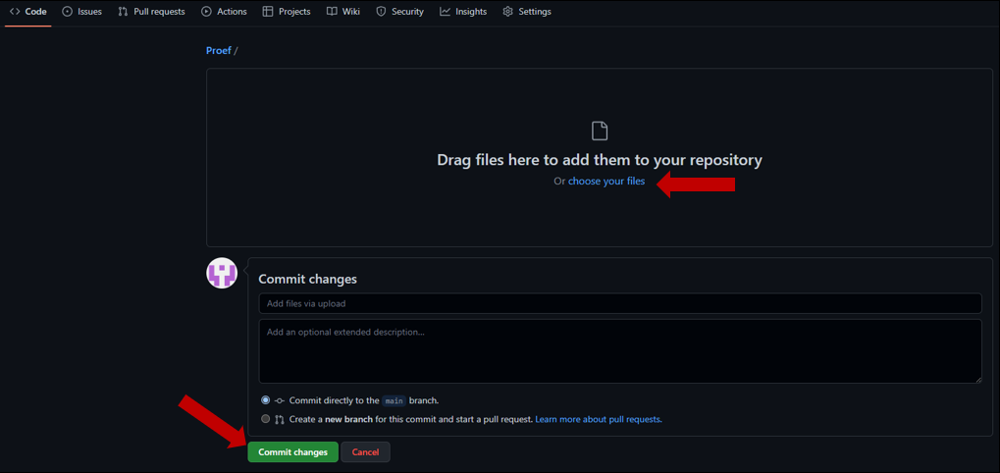 Code Issues Pull requests Actions Projects Wiki Security Insights Settings
Proef /
Drag files here to add them to your repository
Or choose your files
Commit changes
Add files via upload
Add an optional extended description...
Commit directly to the main branch.
Create a new branch for this commit and start a pull request. Learn more about pull requests.
Commit changes Cancel